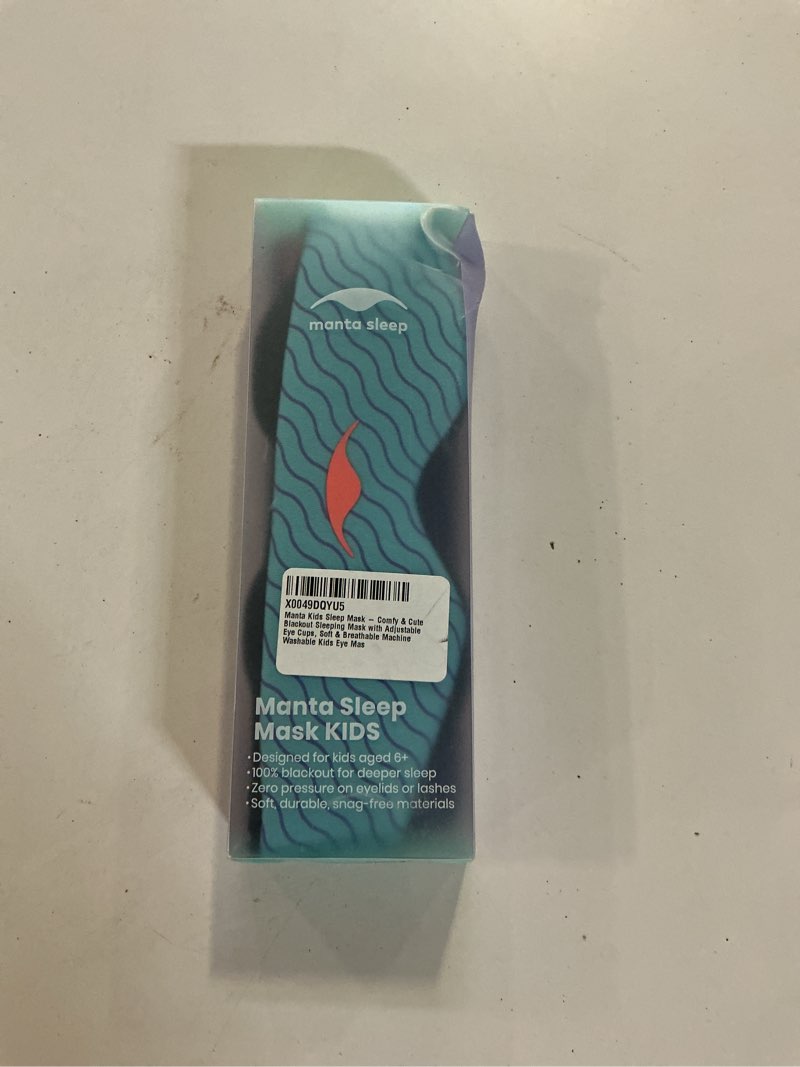 manta sleep
X0049DQYU5
Manta Kids Sleep Mask – Comfy & Cute
Blackout Sleeping Mask with Adjustable
Eye Cups, Soft & Breathable Machine
Washable Kids Eye Mas
Manta Sleep
Mask KIDS
• Designed for kids aged 6+
• 100% blackout for deeper sleep
• Zero pressure on eyelids or lashes
• Soft, durable, snag-free materials